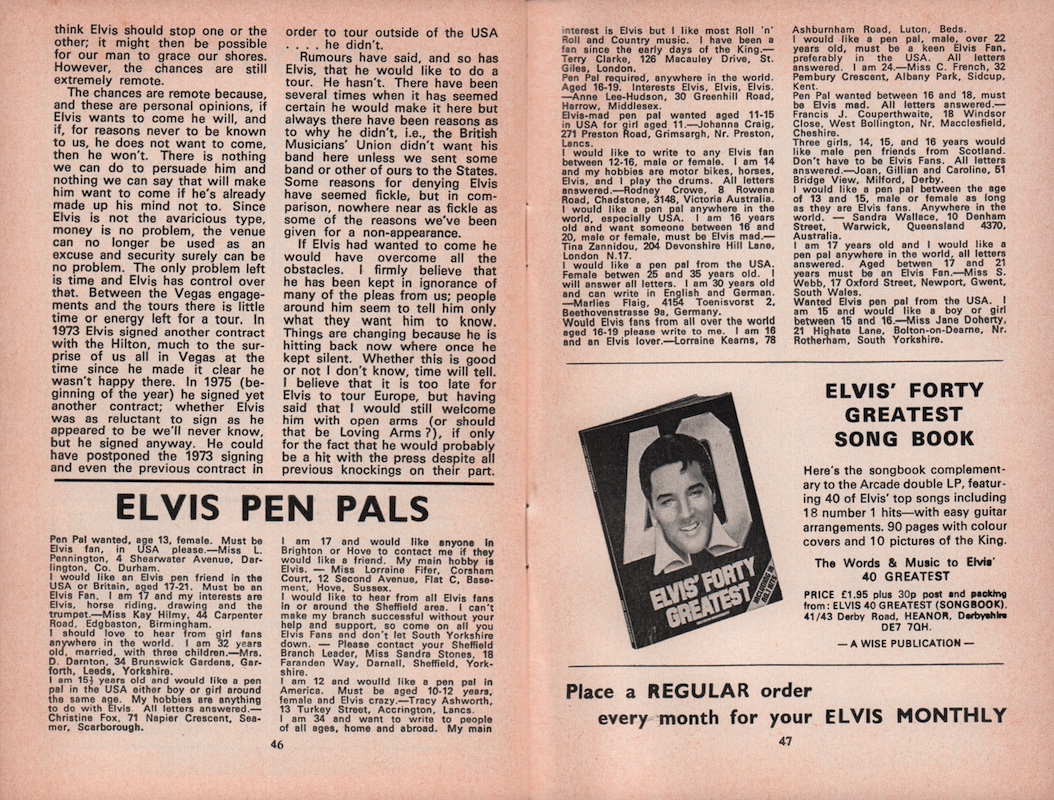 think Elvis should stop one or the
other; it might then be possible
for our man to grace our shores.
However, the chances are still
extremely remote.
The chances are remote because,
and these are personal opinions, if
Elvis wants to come he will, and
if, for reasons never to be known
to us, he does not want to come,
then he won't. There is nothing
we can do to persuade him and
nothing we can say that will make
him want to come if he's already
made up his mind not to. Since
Elvis is not the avaricious type,
money is no problem, the venue
can no longer be used as an
excuse and security surely can be
no problem. The only problem left
is time and Elvis has control over
that. Between the Vegas engage-
ments and the tours there is little
time or energy left for a tour. In
1973 Elvis signed another contract
with the Hilton, much to the sur-
prise of us all in Vegas at the
time since he made it clear he
wasn't happy there. In 1975 (be-
ginning of the year) he signed yet
another contract; whether Elvis
was as reluctant to sign as he
appeared to be we'll never know,
but he signed anyway. He could
have postponed the 1973 signing
and even the previous contract in
order to tour outside of the USA
. . . . he didn't.
Rumours have said, and so has
Elvis, that he would like to do a
tour. He hasn't. There have been
several times when it has seemed
certain he would make it here but
always there have been reasons as
to why he didn't, i.e., the British
Musicians' Union didn't want his
band here unless we sent some
band or other of ours to the States.
Some reasons for denying Elvis
have seemed fickle, but in com-
parison, nowhere near as fickle as
some of the reasons we've been
given for a non-appearance.
If Elvis had wanted to come he
would have overcome all the
obstacles. I firmly believe that
he has been kept in ignorance of
many of the pleas from us; people
around him seem to tell him only
what they want him to know.
Things are changing because he is
hitting back now where once he
kept silent. Whether this is good
or not I don't know, time will tell.
I believe that it is too late for
Elvis to tour Europe, but having
said that I would still welcome
him with open arms (or should
that be Loving Arms?), if only
for the fact that he would probably
be a hit with the press despite all
previous knockings on their part.
ELVIS PEN PALS
Pen Pal wanted, age 13, female. Must be
Elvis fan, in USA please.—Miss L.
Pennington, 4 Shearwater Avenue, Dar-
lington, Co. Durham.
I would like an Elvis pen friend in the
USA or Britain, aged 17-21. Must be an
Elvis Fan. I am 17 and my interests are
Elvis, horse riding, drawing and the
trumpet.—Miss Kay Hilmy, 44 Carpenter
Road, Edgbaston, Birmingham.
I should love to hear from girl fans
anywhere in the world. I am 32 years
old, married, with three children.—Mrs.
D. Darnton, 34 Brunswick Gardens, Gar-
forth, Leeds, Yorkshire.
I am 15½ years old and would like a pen
pal in the USA either boy or girl around
the same age. My hobbies are anything
to do with Elvis. All letters answered.—
Christine Fox, 71 Napier Crescent, Sea-
mer, Scarborough.
I am 17 and would like anyone in
Brighton or Hove to contact me if they
would like a friend. My main hobby is
Elvis. — Miss Lorraine Fifer, Corsham
Court, 12 Second Avenue, Flat C, Base-
ment, Hove, Sussex.
I would like to hear from all Elvis fans
in or around the Sheffield area. I can't
make my branch successful without your
help and support, so come on all you
Elvis Fans and don't let South Yorkshire
down. — Please contact your Sheffield
Branch Leader, Miss Sandra Stones, 18
Faranden Way, Darnall, Sheffield, York-
shire.
I am 12 and woulld like a pen pal in
America. Must be aged 10-12 years,
female and Elvis crazy.—Tracy Ashworth,
13 Turkey Street, Accrington, Lancs.
I am 34 and want to write to people
of all ages, home and abroad. My main
46
interest is Elvis but I like most Roll 'n'
Roll and Country music. I have been a
fan since the early days of the King.—
Terry Clarke, 126 Macauley Drive, St.
Giles, London.
Pen Pal required, anywhere in the world.
Aged 16-19. Interests Elvis, Elvis, Elvis.
—Anne Lee-Hudson, 30 Greenhill Road,
Harrow, Middlesex.
Elvis-mad pen pal wanted aged 11-15
in USA for girl aged 11.—Johanna Craig,
271 Preston Road, Grimsargh, Nr. Preston,
Lancs.
I would like to write to any Elvis fan
between 12-16, male or female. I am 14
and my hobbies are motor bikes, horses,
Elvis, and I play the drums. All letters
answered.—Rodney Crowe, 8 Rowena
Road, Chadstone, 3148, Victoria Australia.
I would like a pen pal anywhere in the
world, especially USA. I am 16 years
old and want someone between 16 and
20, male or female, must be Elvis mad.—
Tina Zannidou, 204 Devonshire Hill Lane,
London N.17.
I would like a pen pal from the USA.
Female betwen 25 and 35 years old. I
will answer all letters. I am 30 years old
and can write in English and German.
—Marlies Flaig, 4154 Toenisvorst 2,
Beethovenstrasse 9a, Germany.
Would Elvis fans from all over the world
aged 16-19 please write to me. I am 16
and an Elvis lover.—Lorraine Kearns, 78
Ashburnham Road, Luton, Beds.
I would like a pen pal, male, over 22
years old, must be a keen Elvis Fan,
preferably in the USA. All letters
answered. I am 24.—Miss C. French, 32
Pembury Crescent, Albany Park, Sidcup,
Kent.
Pen Pal wanted between 16 and 18, must
be Elvis mad. All letters answered.—
Francis J. Couperthwaite, 18 Windsor
Close, West Bollington, Nr. Macclesfield,
Cheshire.
Three girls, 14, 15, and 16 years would
like male pen friends from Scotland.
Don't have to be Elvis Fans. All letters
answered.—Joan, Gillian and Caroline, 51
Bridge View, Milford, Derby.
I would like a pen pal between the age
of 13 and 15, male or female as long
as they are Elvis fans. Anywhere in the
world. — Sandra Wallace, 10 Denham
Street, Warwick, Queensland 4370,
Australia.
I am 17 years old and I would like a
pen pal anywhere in the world, all letters
answered. Aged betwen 17 and 21
years must be an Elvis Fan.—Miss S.
Webb, 17 Oxford Street, Newport, Gwent,
South Wales.
Wanted Elvis pen pal from the USA. I
am 15 and would like a boy or girl
between 15 and 16.—Miss Jane Doherty,
21 Highate Lane, Bolton-on-Dearne, Nr.
Rotherham, South Yorkshire.
40
ELVIS' FORTY
GREATEST
INCLUDING 18
NO. 1 HITS
ELVIS' FORTY
GREATEST
SONG BOOK
Here's the songbook complement-
ary to the Arcade double LP, featur-
ing 40 of Elvis' top songs including
18 number 1 hits—with easy guitar
arrangements. 90 pages with colour
covers and 10 pictures of the King.
The Words & Music to Elvis'
40 GREATEST
PRICE £1.95 plus 30p post and packing
from: ELVIS 40 GREATEST (SONGBOOK).
41/43 Derby Road, HEANOR, Derbyshire
DE7 7QH.
— A WISE PUBLICATION —
Place a REGULAR order
every month for your ELVIS MONTHLY
47